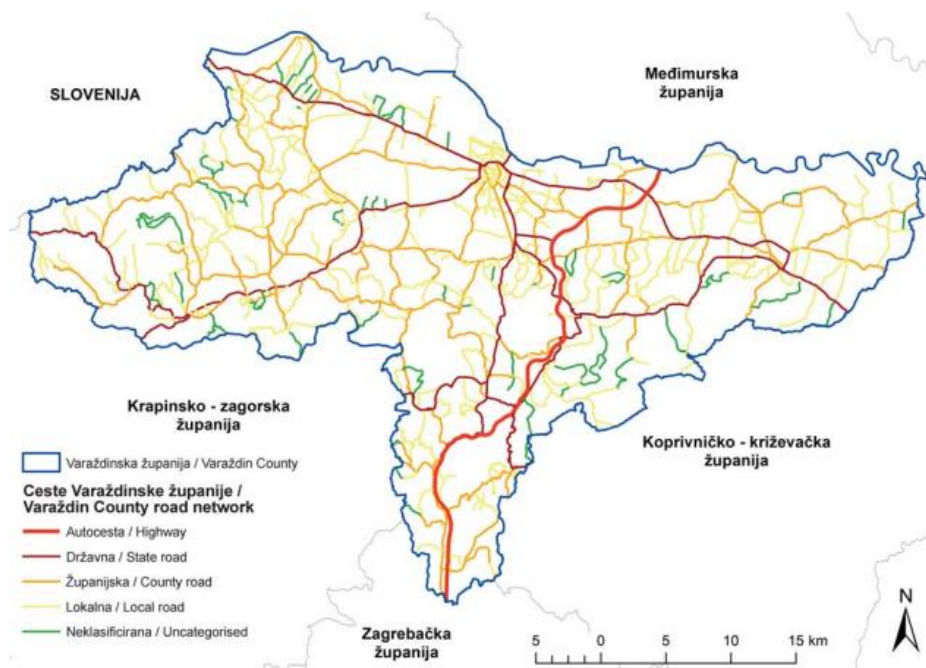 SLOVENIJA
Međimurska
županija
Krapinsko - zagorska
županija
Koprivničko - križevačka
županija
Varaždinska županija / Varaždin County
Ceste Varaždinske županije /
Varaždin County road network
Autocesta / Highway
Državna / State road
Županijska / County road
Lokalna / Local road
Neklasificirana / Uncategorised
Zagrebačka
županija
N
5 0 5 10 15 km